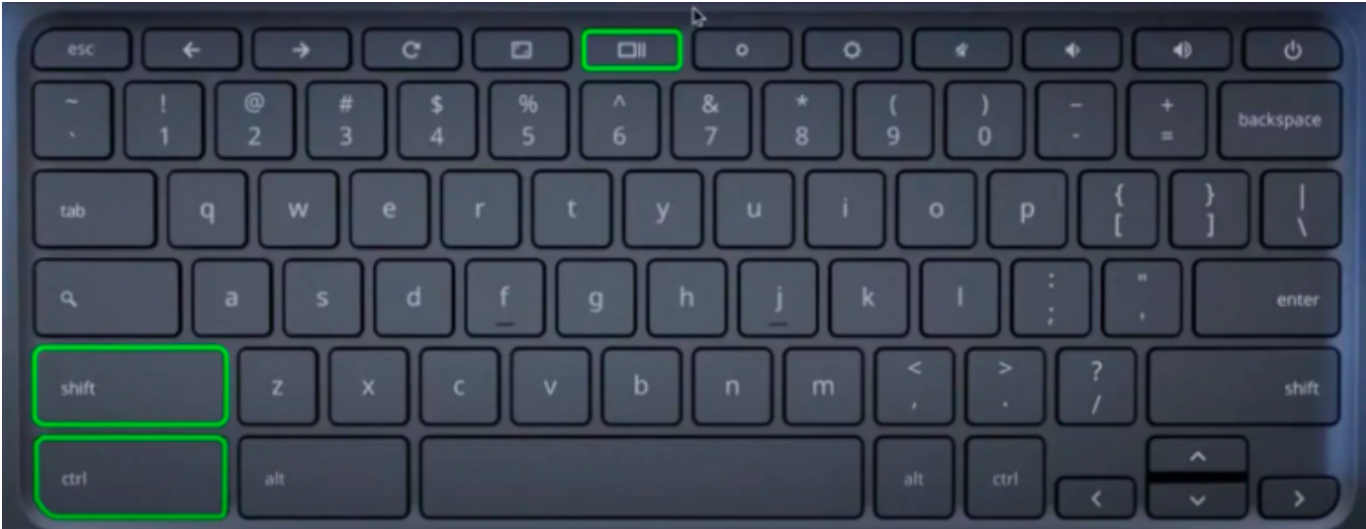 esc
~ ! @ # $ % ^ & * ( ) – +
` 1 2 3 4 5 6 7 8 9 0 - = backspace
tab q w e r t y u i o p { [ } ] | \
a s d f g h j k l : ; " ' enter
shift z x c v b n m < , > . ? / shift
ctrl alt alt ctrl